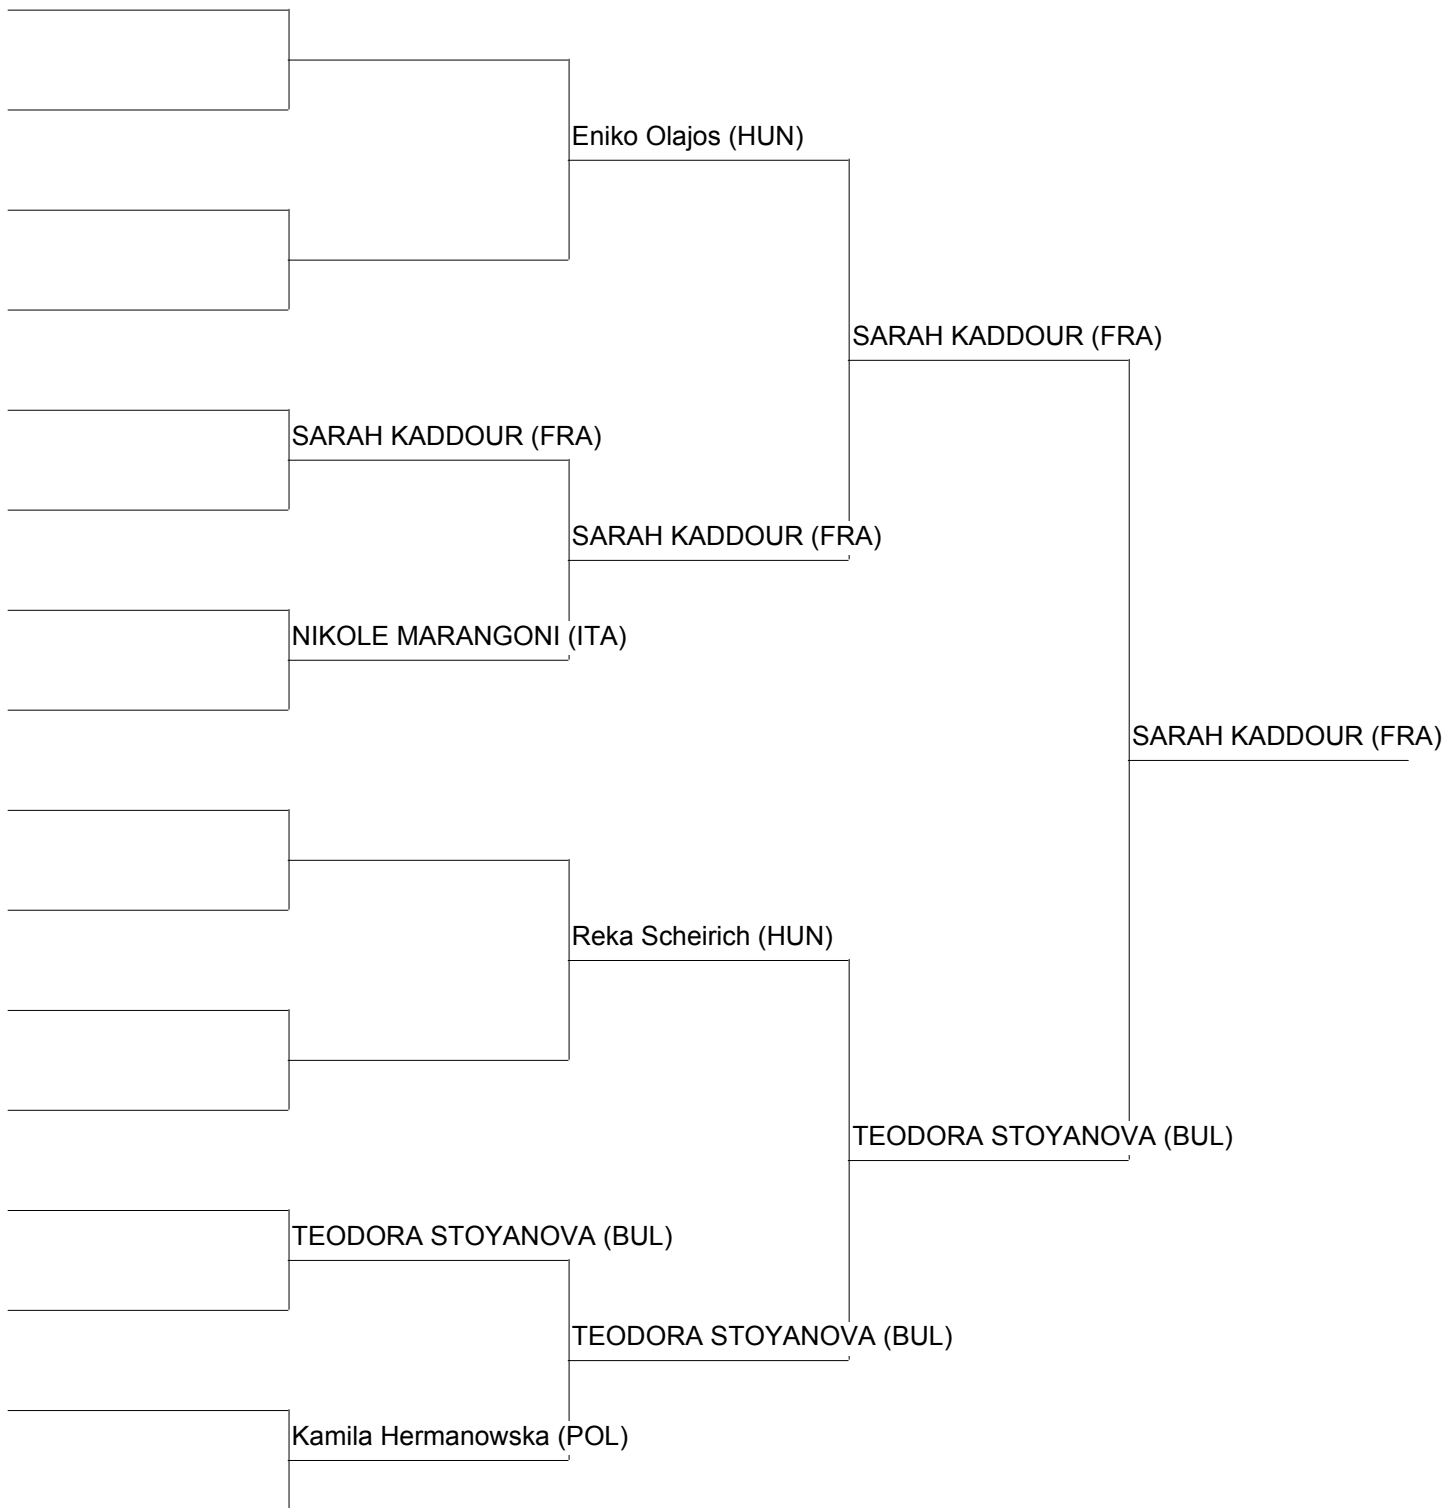 Eniko Olajos (HUN)
SARAH KADDOUR (FRA)
SARAH KADDOUR (FRA)
SARAH KADDOUR (FRA)
NIKOLE MARANGONI (ITA)
SARAH KADDOUR (FRA)
Reka Scheirich (HUN)
TEODORA STOYANOVA (BUL)
TEODORA STOYANOVA (BUL)
TEODORA STOYANOVA (BUL)
Kamila Hermanowska (POL)